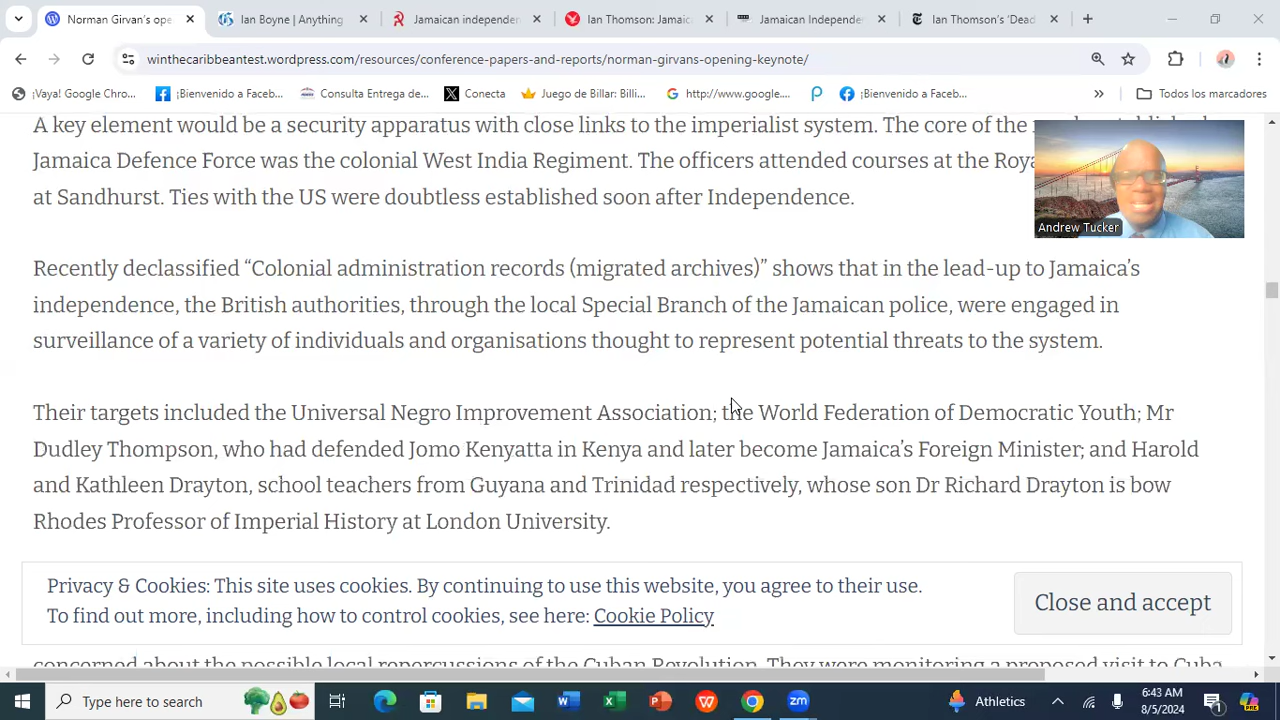 Norman Girvan's ope
Ian Boyne | Anything
Jamaican independen
Ian Thomson: Jamaic
Jamaican Independe
Ian Thomson's 'Dead
winthecaribbeantest.wordpress.com/resources/conference-papers-and-reports/norman-girvans-opening-keynote/
¡Vaya! Google Chro...
¡Bienvenido a Faceb...
Consulta Entrega de...
Conecta
Juego de Billar: Billi...
http://www.google....
¡Bienvenido a Faceb...
Todos los marcadores
A key element would be a security apparatus with close links to the imperialist system. The core of the
Jamaica Defence Force was the colonial West India Regiment. The officers attended courses at the Roya
at Sandhurst. Ties with the US were doubtless established soon after Independence.
Andrew Tucker
Recently declassified “Colonial administration records (migrated archives)” shows that in the lead-up to Jamaica’s
independence, the British authorities, through the local Special Branch of the Jamaican police, were engaged in
surveillance of a variety of individuals and organisations thought to represent potential threats to the system.
Their targets included the Universal Negro Improvement Association; the World Federation of Democratic Youth; Mr
Dudley Thompson, who had defended Jomo Kenyatta in Kenya and later become Jamaica’s Foreign Minister; and Harold
and Kathleen Drayton, school teachers from Guyana and Trinidad respectively, whose son Dr Richard Drayton is bow
Rhodes Professor of Imperial History at London University.
Privacy & Cookies: This site uses cookies. By continuing to use this website, you agree to their use.
To find out more, including how to control cookies, see here: Cookie Policy
Close and accept
concerned about the possible local repercussions of the Cuban Revolution. They were monitoring a proposed visit to Cuba
Type here to search
Athletics
6:43 AM
8/5/2024